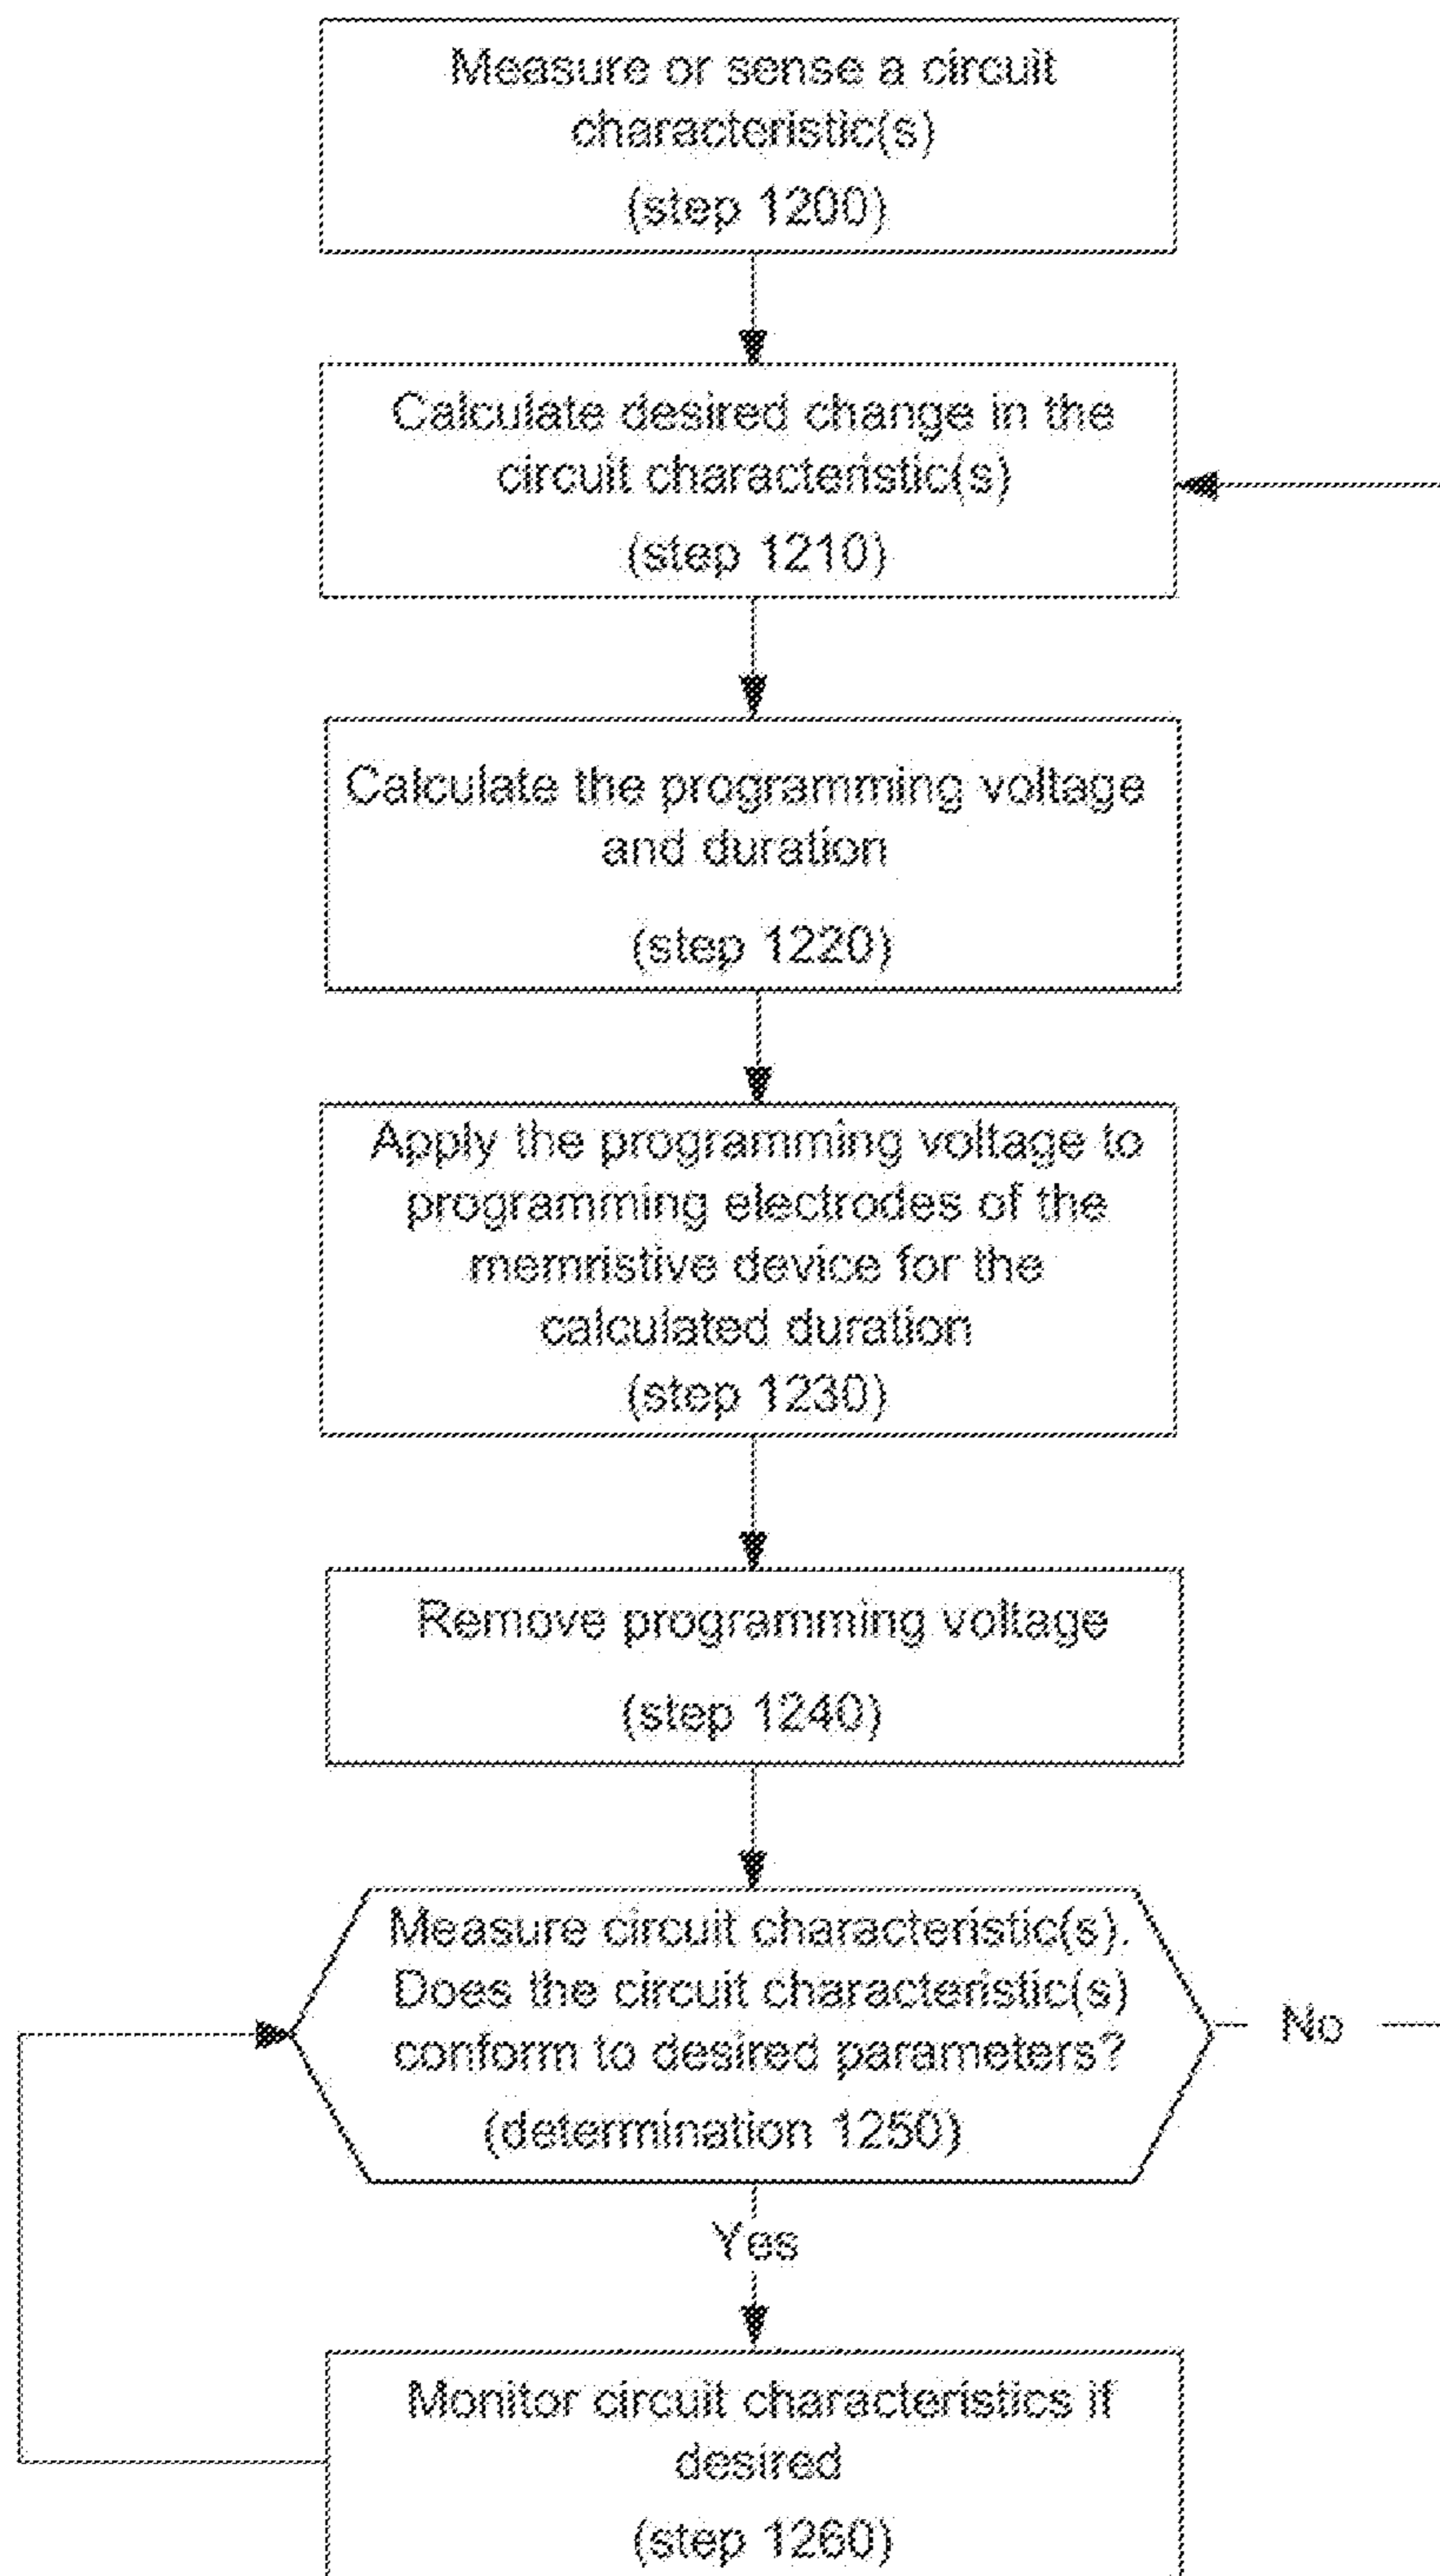 Measure or sense a circuit
characteristic(s)
(step 1200)
Calculate desired change in the
circuit characteristic(s)
(step 1210)
Calculate the programming voltage
and duration
(step 1220)
Apply the programming voltage to
programming electrodes of the
memristive device for the
calculated duration
(step 1230)
Remove programming voltage
(step 1240)
Measure circuit characteristic(s).
Does the circuit characteristic(s)
conform to desired parameters?
(determination 1250)
No
Yes
Monitor circuit characteristics if
desired
(step 1260)